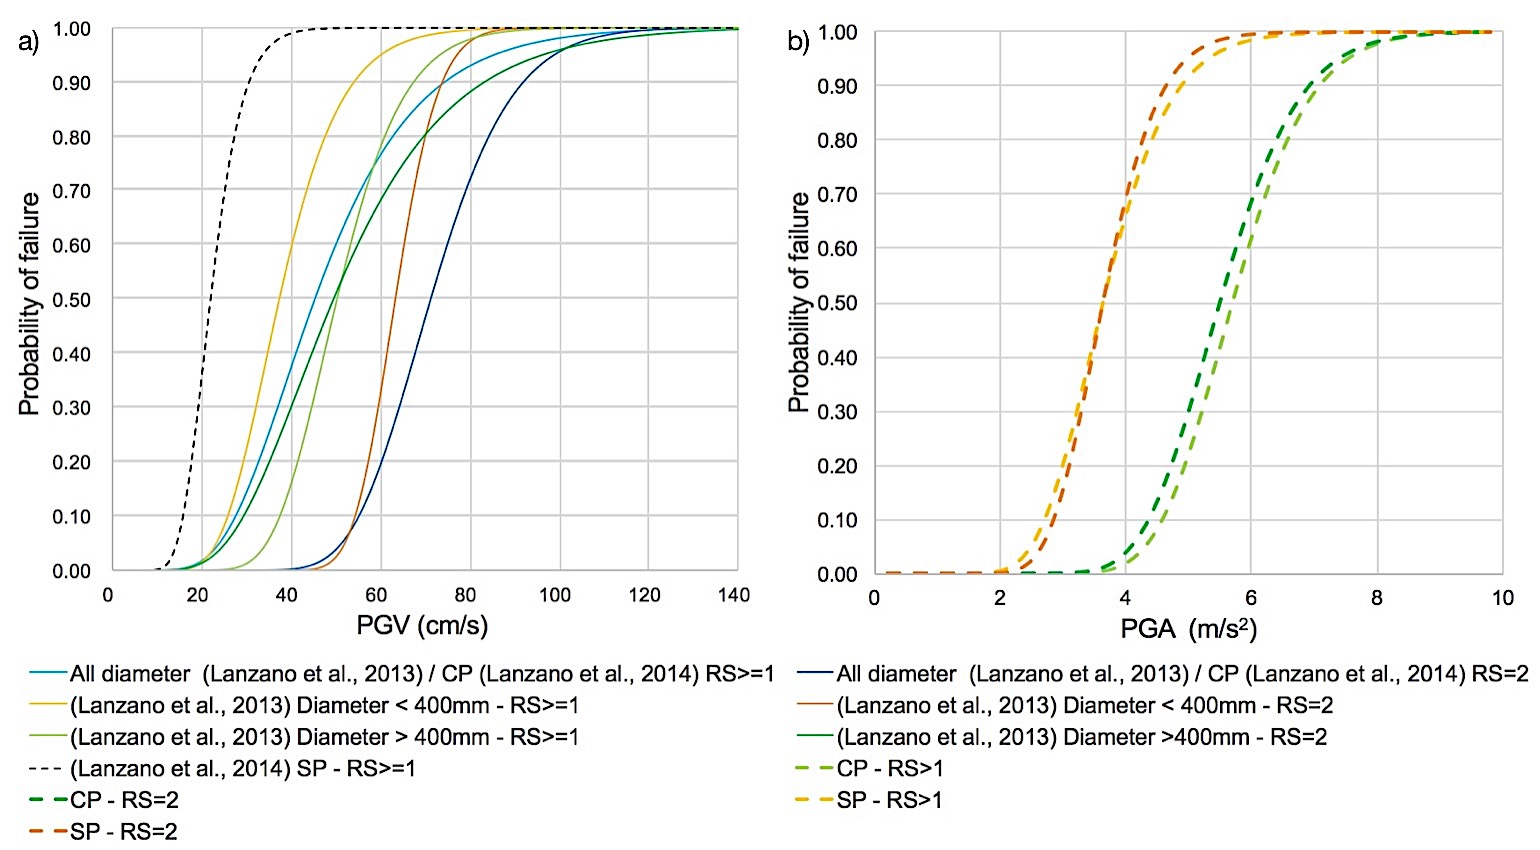 a)
Probability of failure
1.00
0.90
0.80
0.70
0.60
0.50
0.40
0.30
0.20
0.10
0.00
0 20 40 60 80 100 120 140
PGV (cm/s)
b)
Probability of failure
1.00
0.90
0.80
0.70
0.60
0.50
0.40
0.30
0.20
0.10
0.00
0 2 4 6 8 10
PGA (m/s²)
All diameter (Lanzano et al., 2013) / CP (Lanzano et al., 2014) RS>=1
(Lanzano et al., 2013) Diameter < 400mm - RS>=1
(Lanzano et al., 2013) Diameter > 400mm - RS>=1
(Lanzano et al., 2014) SP - RS>=1
CP - RS=2
SP - RS=2
All diameter (Lanzano et al., 2013) / CP (Lanzano et al., 2014) RS=2
(Lanzano et al., 2013) Diameter < 400mm - RS=2
(Lanzano et al., 2013) Diameter >400mm - RS=2
CP - RS>1
SP - RS>1